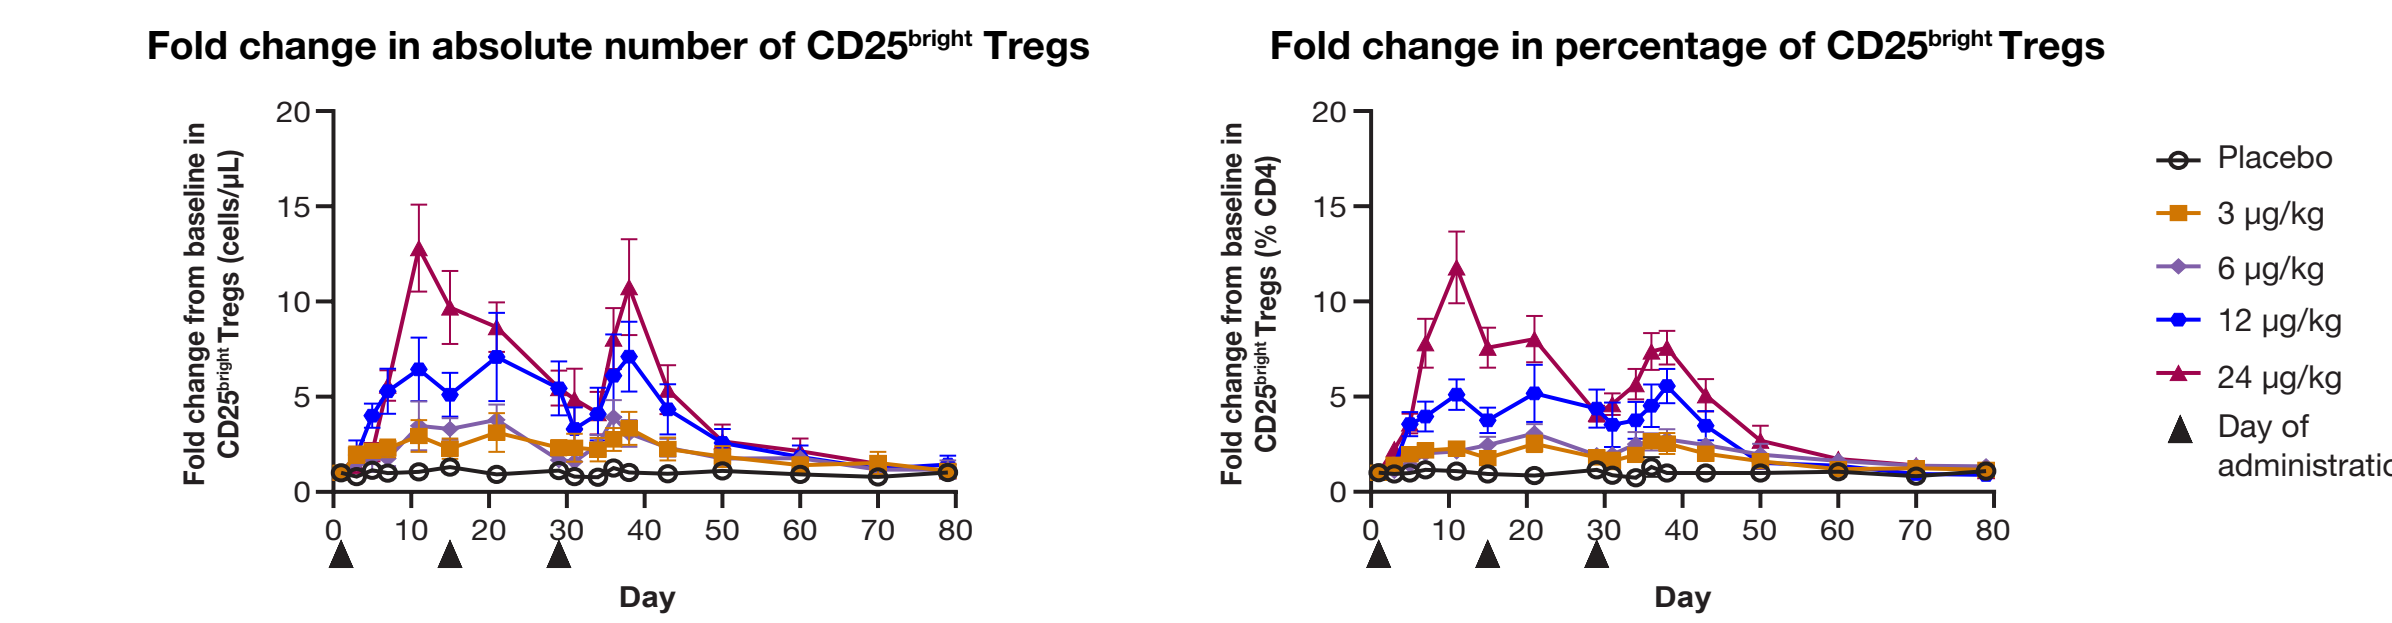 Fold change in absolute number of CD25bright Tregs
Fold change from baseline in
CD25bright Tregs (cells/μL)
20
15
10
5
0
0 10 20 30 40 50 60 70 80
Day
Fold change in percentage of CD25bright Tregs
Fold change from baseline in
CD25bright Tregs (% CD4)
20
15
10
5
0
0 10 20 30 40 50 60 70 80
Day
Placebo
3 μg/kg
6 μg/kg
12 μg/kg
24 μg/kg
Day of
administratio